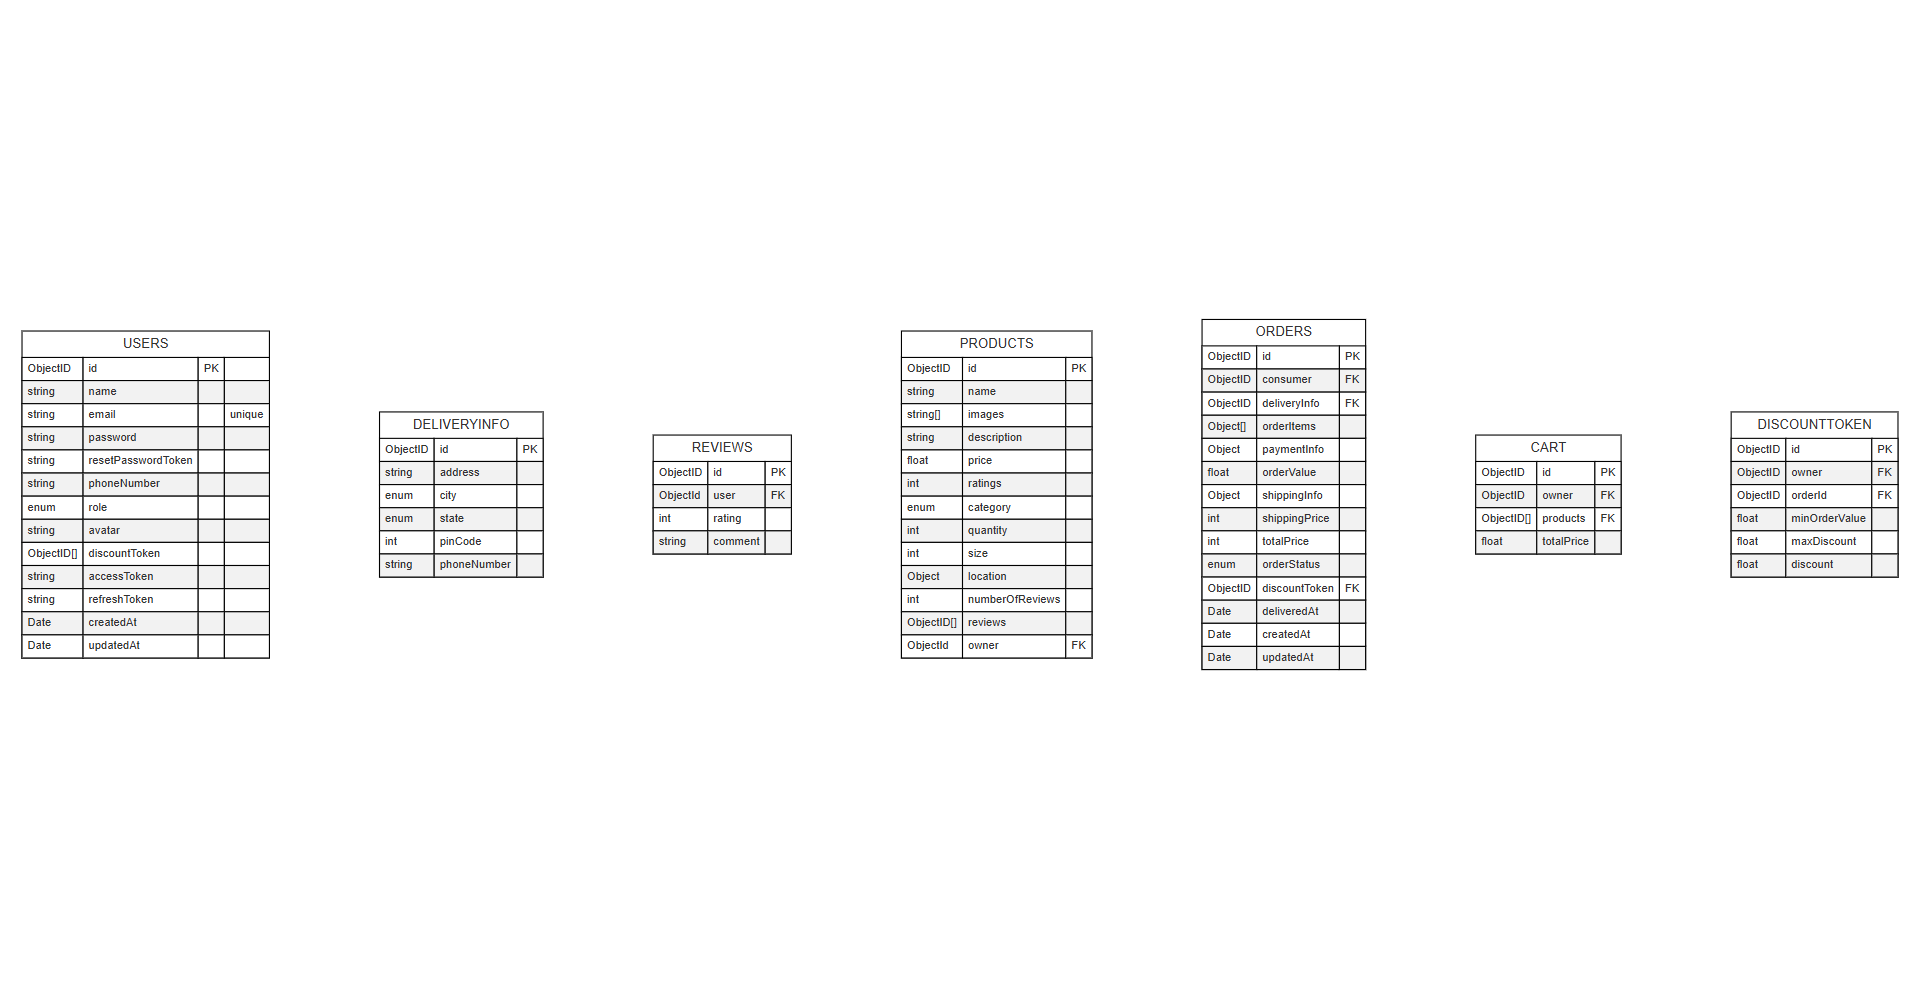 USERS
ObjectID id PK
string name
string email unique
string password
string resetPasswordToken
string phoneNumber
enum role
string avatar
ObjectID[] discountToken
string accessToken
string refreshToken
Date createdAt
Date updatedAt
DELIVERYINFO
ObjectID id PK
string address
enum city
enum state
int pinCode
string phoneNumber
REVIEWS
ObjectID id PK
ObjectId user FK
int rating
string comment
PRODUCTS
ObjectID id PK
string name
string[] images
string description
float price
int ratings
enum category
int quantity
int size
Object location
int numberOfReviews
ObjectID[] reviews
ObjectId owner FK
ORDERS
ObjectID id PK
ObjectID consumer FK
ObjectID deliveryInfo FK
Object[] orderItems
Object paymentInfo
float orderValue
Object shippingInfo
int shippingPrice
int totalPrice
enum orderStatus
ObjectID discountToken FK
Date deliveredAt
Date createdAt
Date updatedAt
CART
ObjectID id PK
ObjectID owner FK
ObjectID[] products FK
float totalPrice
DISCOUNTTOKEN
ObjectID id PK
ObjectID owner FK
ObjectID orderId FK
float minOrderValue
float maxDiscount
float discount